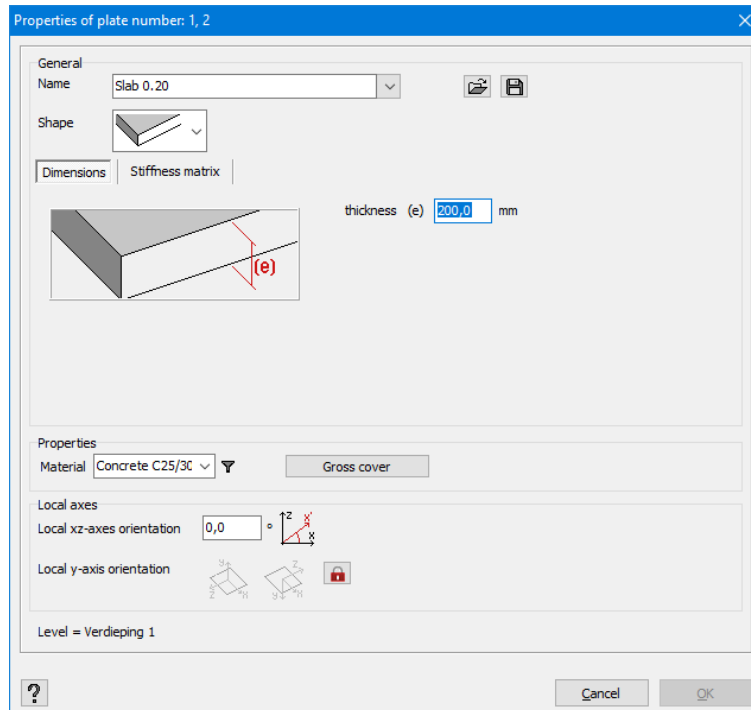 Properties of plate number: 1, 2
General
Name Slab 0.20
Shape
Dimensions Stiffness matrix
thickness (e) 200,0 mm
(e)
Properties
Material Concrete C25/30 Gross cover
Local axes
Local xz-axes orientation 0,0 ° Z X' X
Local y-axis orientation y X Z Z X y
Level = Verdieping 1
? Cancel OK